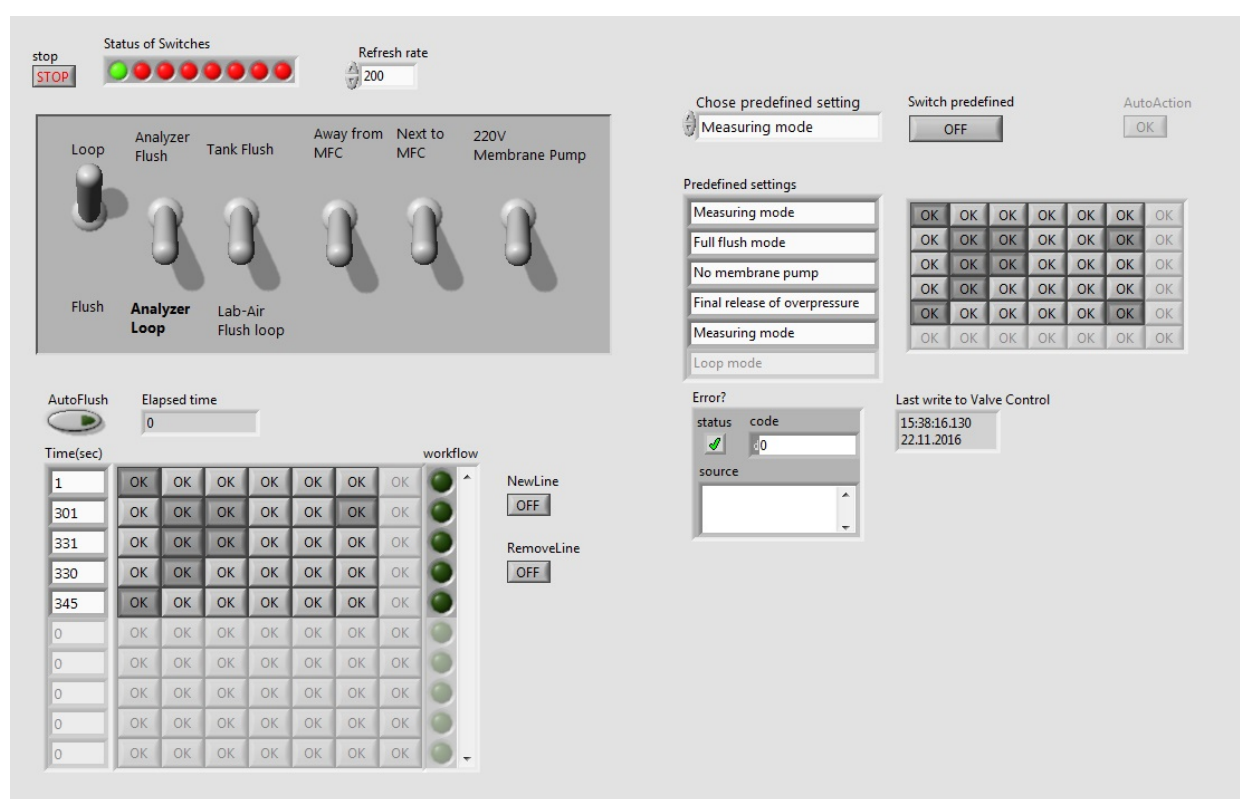 Status of Switches
stop
STOP
Refresh rate
200
Loop
Analyzer
Flush
Tank Flush
Away from
MFC
Next to
MFC
220V
Membrane Pump
Flush
Analyzer
Loop
Lab-Air
Flush loop
Chose predefined setting
Measuring mode
Switch predefined
OFF
AutoAction
OK
Predefined settings
Measuring mode
Full flush mode
No membrane pump
Final release of overpressure
Measuring mode
Loop mode
OK OK OK OK OK OK OK
OK OK OK OK OK OK OK
OK OK OK OK OK OK OK
OK OK OK OK OK OK OK
OK OK OK OK OK OK OK
OK OK OK OK OK OK OK
Error?
status code
0
source
Last write to Valve Control
15:38:16.130
22.11.2016
AutoFlush
Elapsed time
0
Time(sec) workflow
1 OK OK OK OK OK OK OK
301 OK OK OK OK OK OK OK
331 OK OK OK OK OK OK OK
330 OK OK OK OK OK OK OK
345 OK OK OK OK OK OK OK
0 OK OK OK OK OK OK OK
0 OK OK OK OK OK OK OK
0 OK OK OK OK OK OK OK
0 OK OK OK OK OK OK OK
0 OK OK OK OK OK OK OK
NewLine
OFF
RemoveLine
OFF